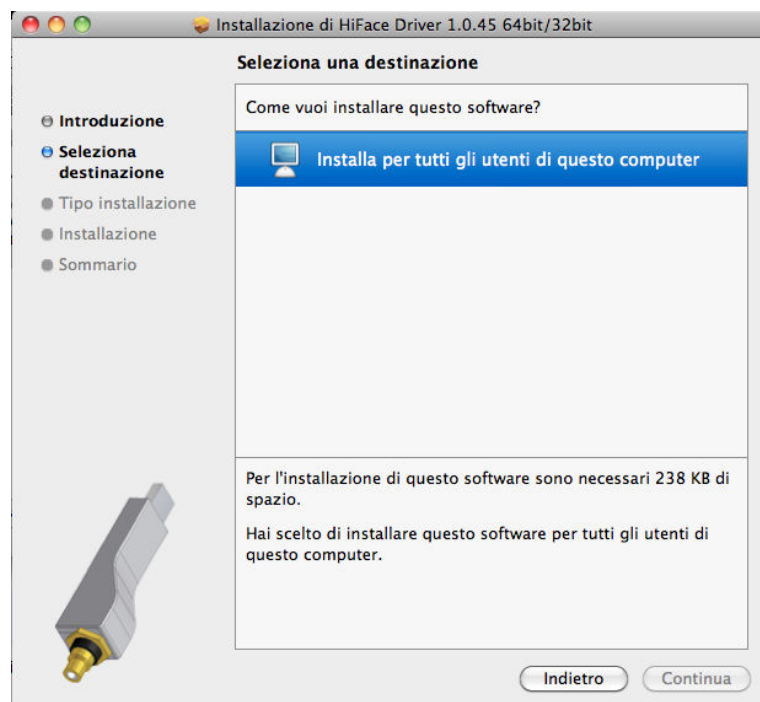 Installazione di HiFace Driver 1.0.45 64bit/32bit
Seleziona una destinazione
Introduzione
Seleziona
destinazione
Tipo installazione
Installazione
Sommario
Come vuoi installare questo software?
Installa per tutti gli utenti di questo computer
Per l'installazione di questo software sono necessari 238 KB di
spazio.
Hai scelto di installare questo software per tutti gli utenti di
questo computer.
Indietro
Continua